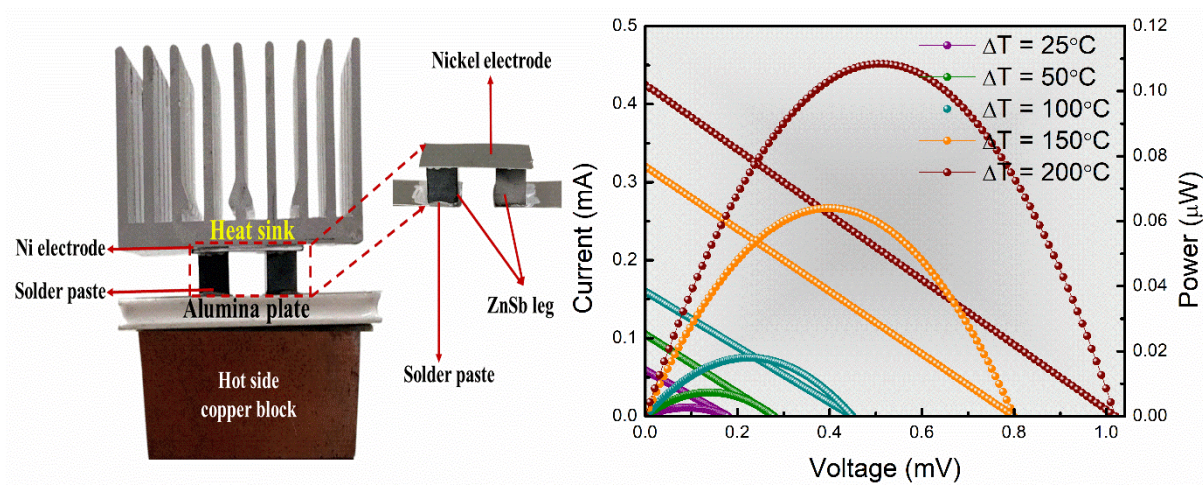 Nickel electrode
Heat sink
Ni electrode
Solder paste
Alumina plate
ZnSb leg
Solder paste
Hot side
copper block
ΔT = 25°C
ΔT = 50°C
ΔT = 100°C
ΔT = 150°C
ΔT = 200°C
Current (mA)
0.5
0.4
0.3
0.2
0.1
0.0
0.0
0.2
0.4
0.6
0.8
1.0
Voltage (mV)
0.12
0.10
0.08
0.06
0.04
0.02
0.00
Power (μW)